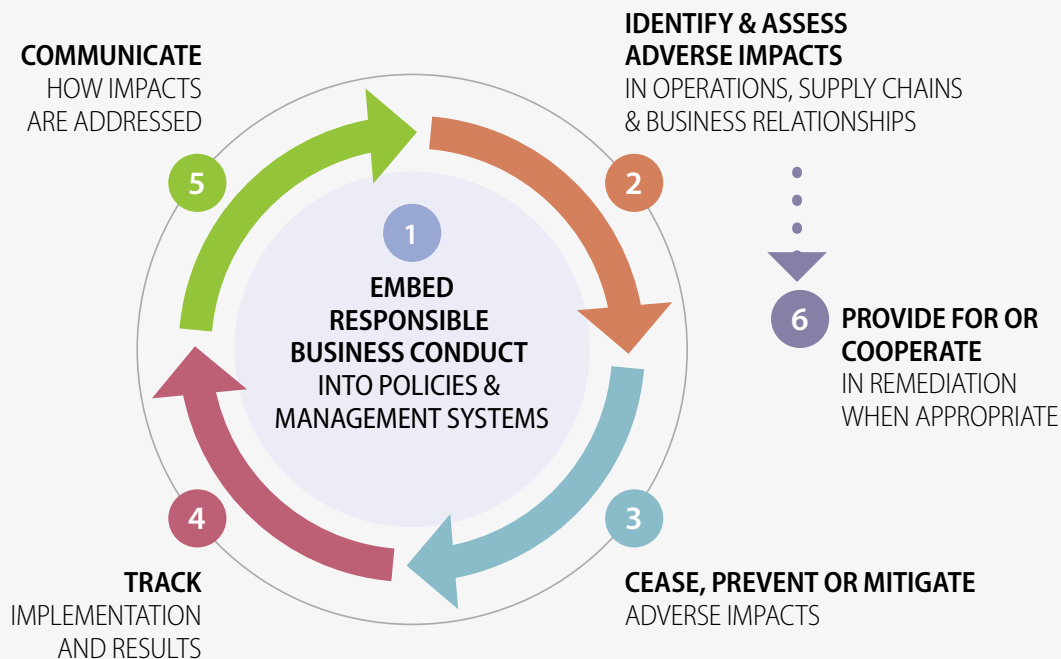 1
EMBED
RESPONSIBLE
BUSINESS CONDUCT
INTO POLICIES &
MANAGEMENT SYSTEMS
IDENTIFY & ASSESS
ADVERSE IMPACTS
IN OPERATIONS, SUPPLY CHAINS
& BUSINESS RELATIONSHIPS
2
3
CEASE, PREVENT OR MITIGATE
ADVERSE IMPACTS
4
TRACK
IMPLEMENTATION
AND RESULTS
COMMUNICATE
HOW IMPACTS
ARE ADDRESSED
5
6
PROVIDE FOR OR
COOPERATE
IN REMEDIATION
WHEN APPROPRIATE